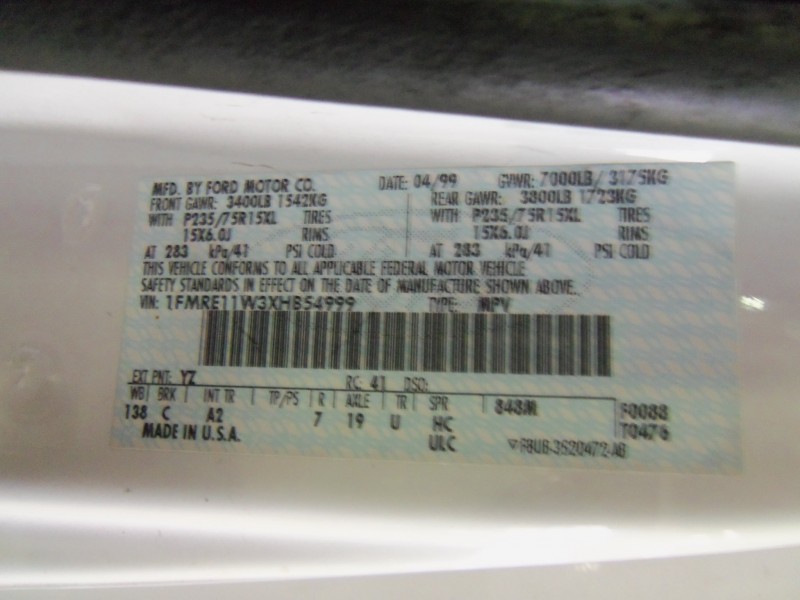 MFD. BY FORD MOTOR CO. DATE: 04/99 GVWR: 7000LB/ 3175KG
FRONT GAWR: 3400LB 1542KG REAR GAWR: 3800LB 1723KG
WITH P235/75R15XL TIRES WITH P235/75R15XL TIRES
15X6.0J RIMS 15X6.0J RIMS
AT 283 kPa/41 PSI COLD AT 283 kPa/41 PSI COLD
THIS VEHICLE CONFORMS TO ALL APPLICABLE FEDERAL MOTOR VEHICLE
SAFETY STANDARDS IN EFFECT ON THE DATE OF MANUFACTURE SHOWN ABOVE.
VIN: 1FMRE11W3XHB54999 TYPE: MPV
EXT PNT: YZ RC: 41 DSO:
WB BRK INT TR TP/PS R AXLE TR SPR 848M F0088
138 C A2 7 19 U HC T0476
MADE IN U.S.A. ULC F8UB-3520472-AB